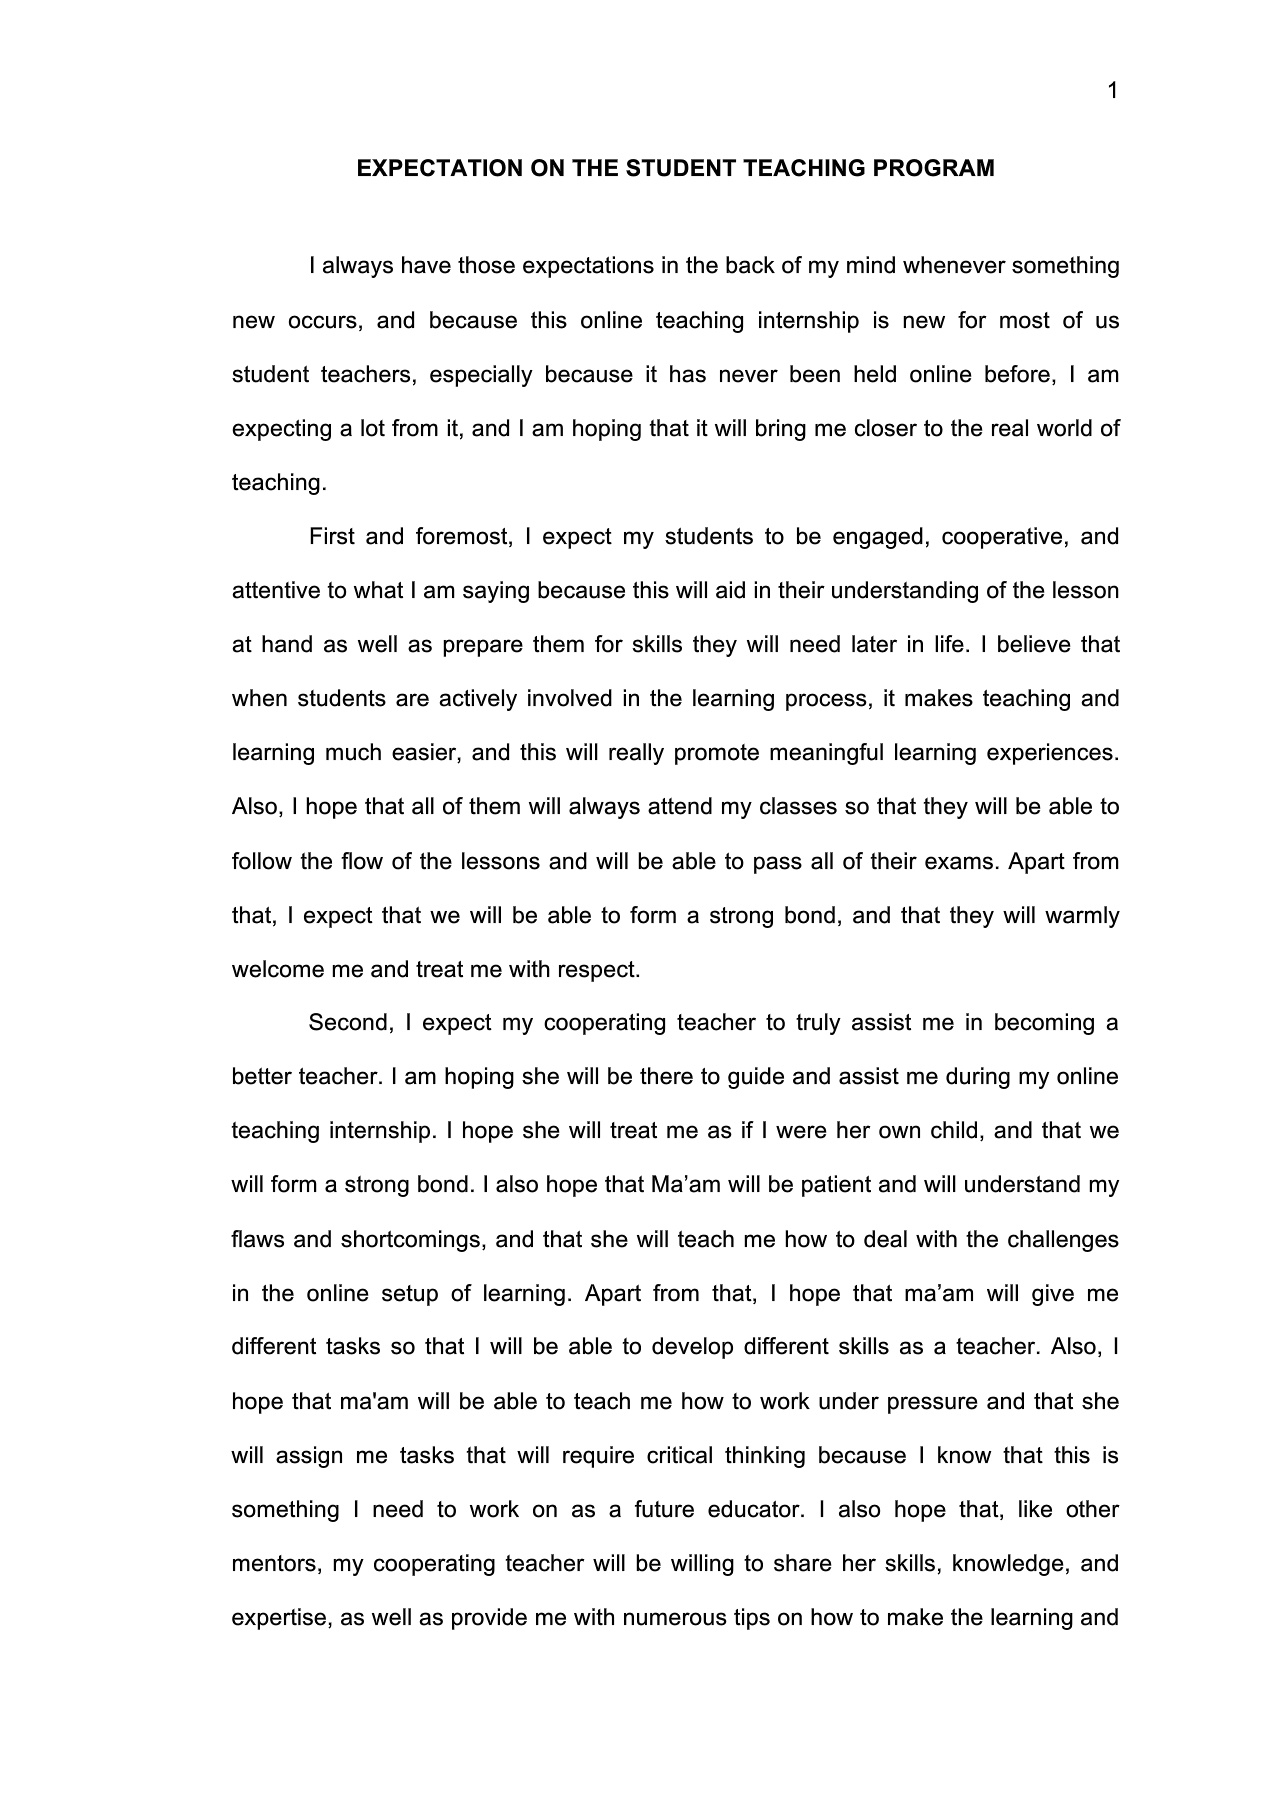 1
EXPECTATION ON THE STUDENT TEACHING PROGRAM
I always have those expectations in the back of my mind whenever something
new occurs, and because this online teaching internship is new for most of us
student teachers, especially because it has never been held online before, I am
expecting a lot from it, and I am hoping that it will bring me closer to the real world of
teaching.
First and foremost, I expect my students to be engaged, cooperative, and
attentive to what I am saying because this will aid in their understanding of the lesson
at hand as well as prepare them for skills they will need later in life. I believe that
when students are actively involved in the learning process, it makes teaching and
learning much easier, and this will really promote meaningful learning experiences.
Also, I hope that all of them will always attend my classes so that they will be able to
follow the flow of the lessons and will be able to pass all of their exams. Apart from
that, I expect that we will be able to form a strong bond, and that they will warmly
welcome me and treat me with respect.
Second, I expect my cooperating teacher to truly assist me in becoming a
better teacher. I am hoping she will be there to guide and assist me during my online
teaching internship. I hope she will treat me as if I were her own child, and that we
will form a strong bond. I also hope that Ma’am will be patient and will understand my
flaws and shortcomings, and that she will teach me how to deal with the challenges
in the online setup of learning. Apart from that, I hope that ma’am will give me
different tasks so that I will be able to develop different skills as a teacher. Also, I
hope that ma'am will be able to teach me how to work under pressure and that she
will assign me tasks that will require critical thinking because I know that this is
something I need to work on as a future educator. I also hope that, like other
mentors, my cooperating teacher will be willing to share her skills, knowledge, and
expertise, as well as provide me with numerous tips on how to make the learning and